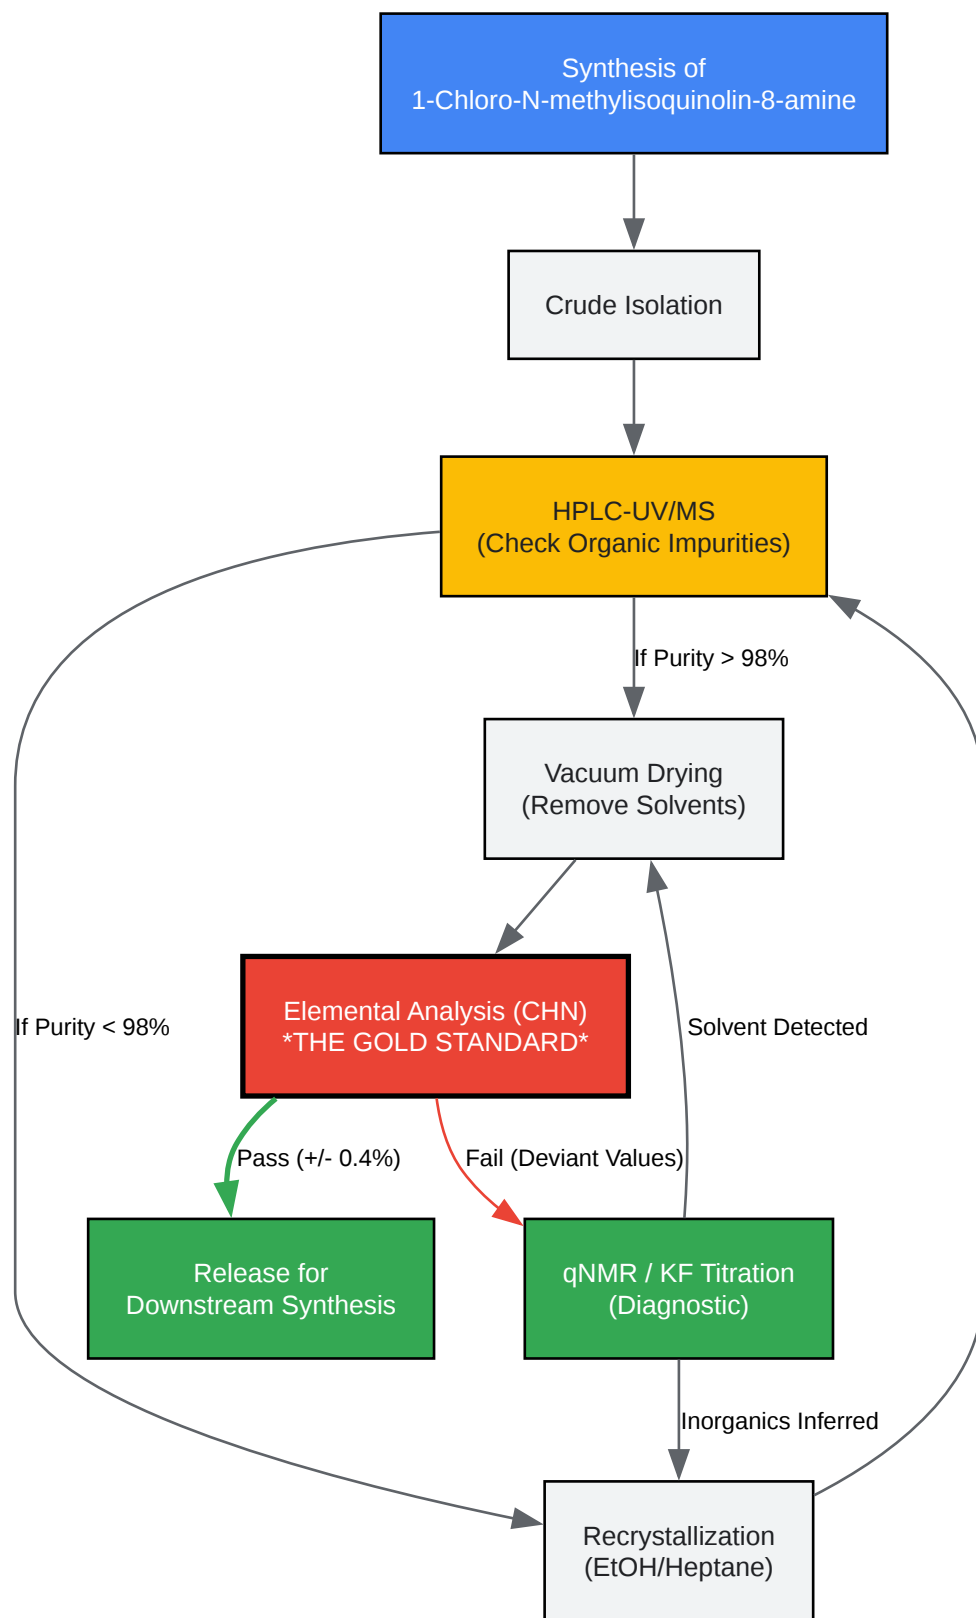 Synthesis of
1-Chloro-N-methylisoquinolin-8-amine
Crude Isolation
HPLC-UV/MS
(Check Organic Impurities)
If Purity > 98%
Vacuum Drying
(Remove Solvents)
Elemental Analysis (CHN)
*THE GOLD STANDARD*
If Purity < 98%
Solvent Detected
Pass (+/- 0.4%)
Fail (Deviant Values)
Release for
Downstream Synthesis
qNMR / KF Titration
(Diagnostic)
Inorganics Inferred
Recrystallization
(EtOH/Heptane)